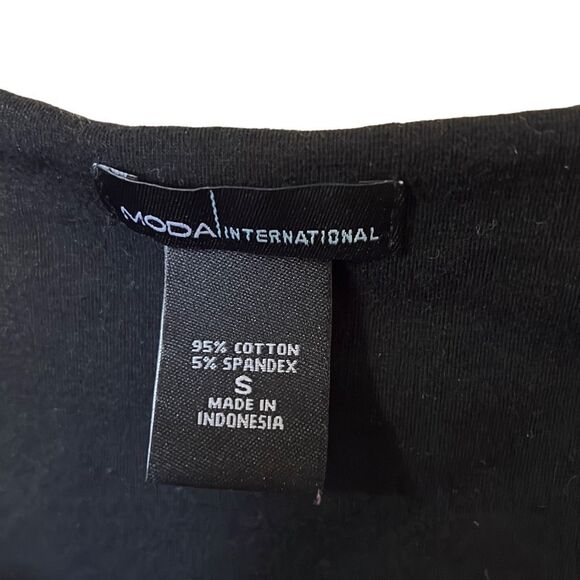 MODA INTERNATIONAL
95% COTTON
5% SPANDEX
S
MADE IN
INDONESIA